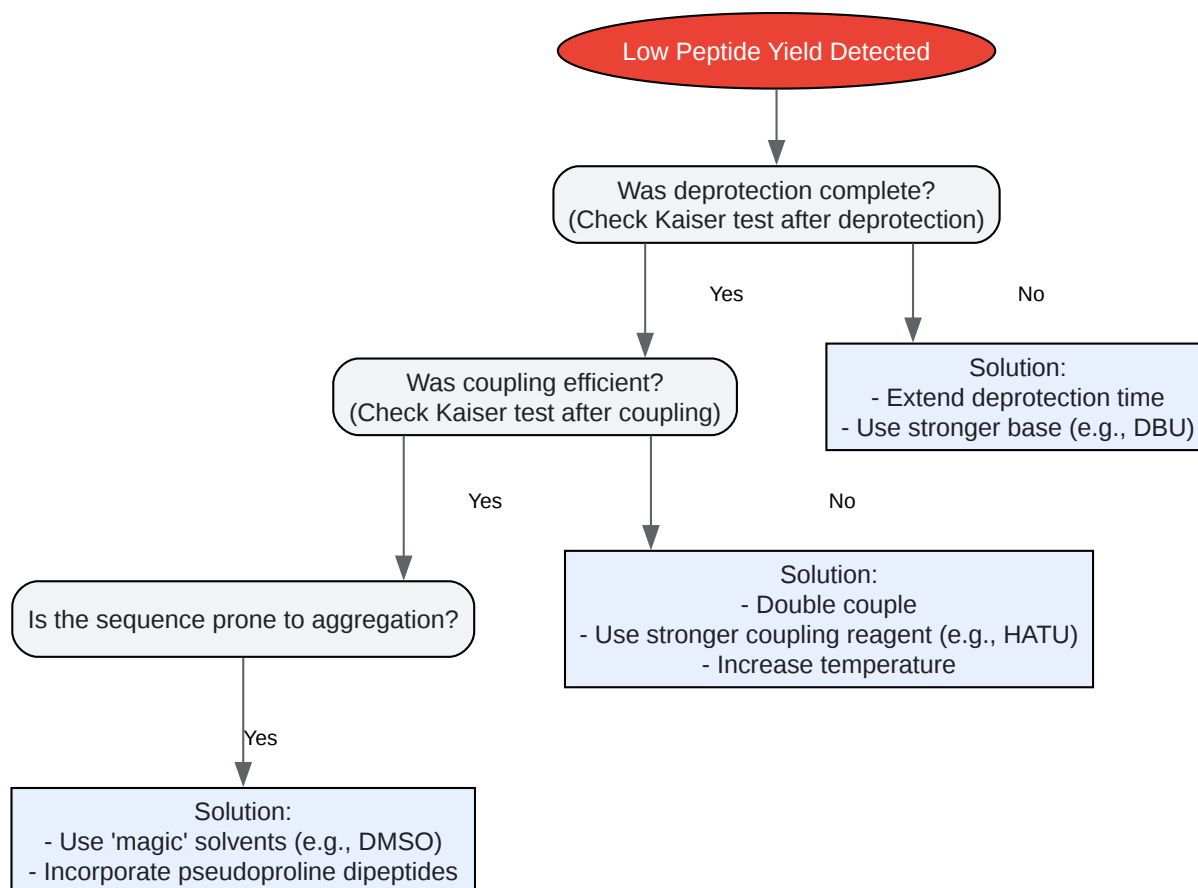 Low Peptide Yield Detected
Was deprotection complete?
(Check Kaiser test after deprotection)
Yes
No
Solution:
- Extend deprotection time
- Use stronger base (e.g., DBU)
Was coupling efficient?
(Check Kaiser test after coupling)
Yes
No
Solution:
- Double couple
- Use stronger coupling reagent (e.g., HATU)
- Increase temperature
Is the sequence prone to aggregation?
Yes
Solution:
- Use 'magic' solvents (e.g., DMSO)
- Incorporate pseudoproline dipeptides